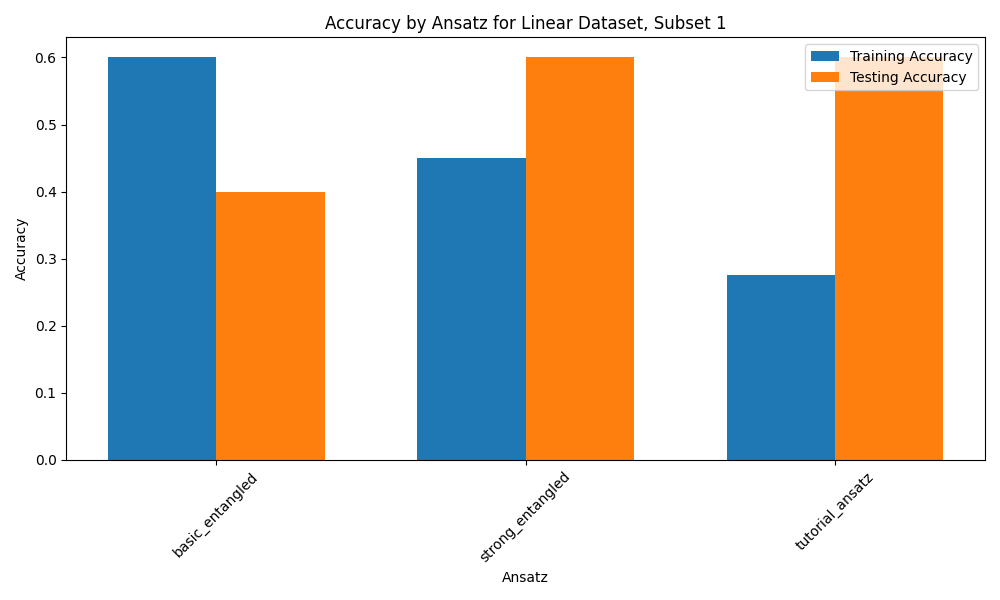 Accuracy by Ansatz for Linear Dataset, Subset 1
Training Accuracy
Testing Accuracy
0.6
0.5
0.4
0.3
0.2
0.1
0.0
Accuracy
basic_entangled
strong_entangled
tutorial_ansatz
Ansatz